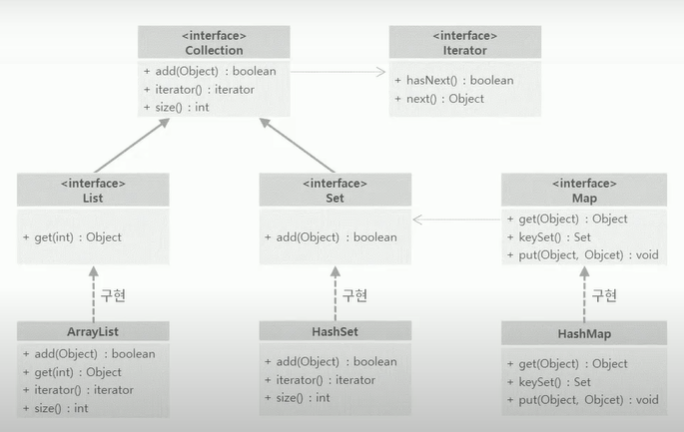 <interface>
Collection
+ add(Object) : boolean
+ iterator() : iterator
+ size() : int
<interface>
Iterator
+ hasNext() : boolean
+ next() : Object
<interface>
List
+ get(int) : Object
<interface>
Set
+ add(Object) : boolean
<interface>
Map
+ get(Object) : Object
+ keySet() : Set
+ put(Object, Objcet) : void
구현
구현
구현
ArrayList
+ add(Object) : boolean
+ get(int) : Object
+ iterator() : iterator
+ size() : int
HashSet
+ add(Object) : boolean
+ iterator() : iterator
+ size() : int
HashMap
+ get(Object) : Object
+ keySet() : Set
+ put(Object, Objcet) : void